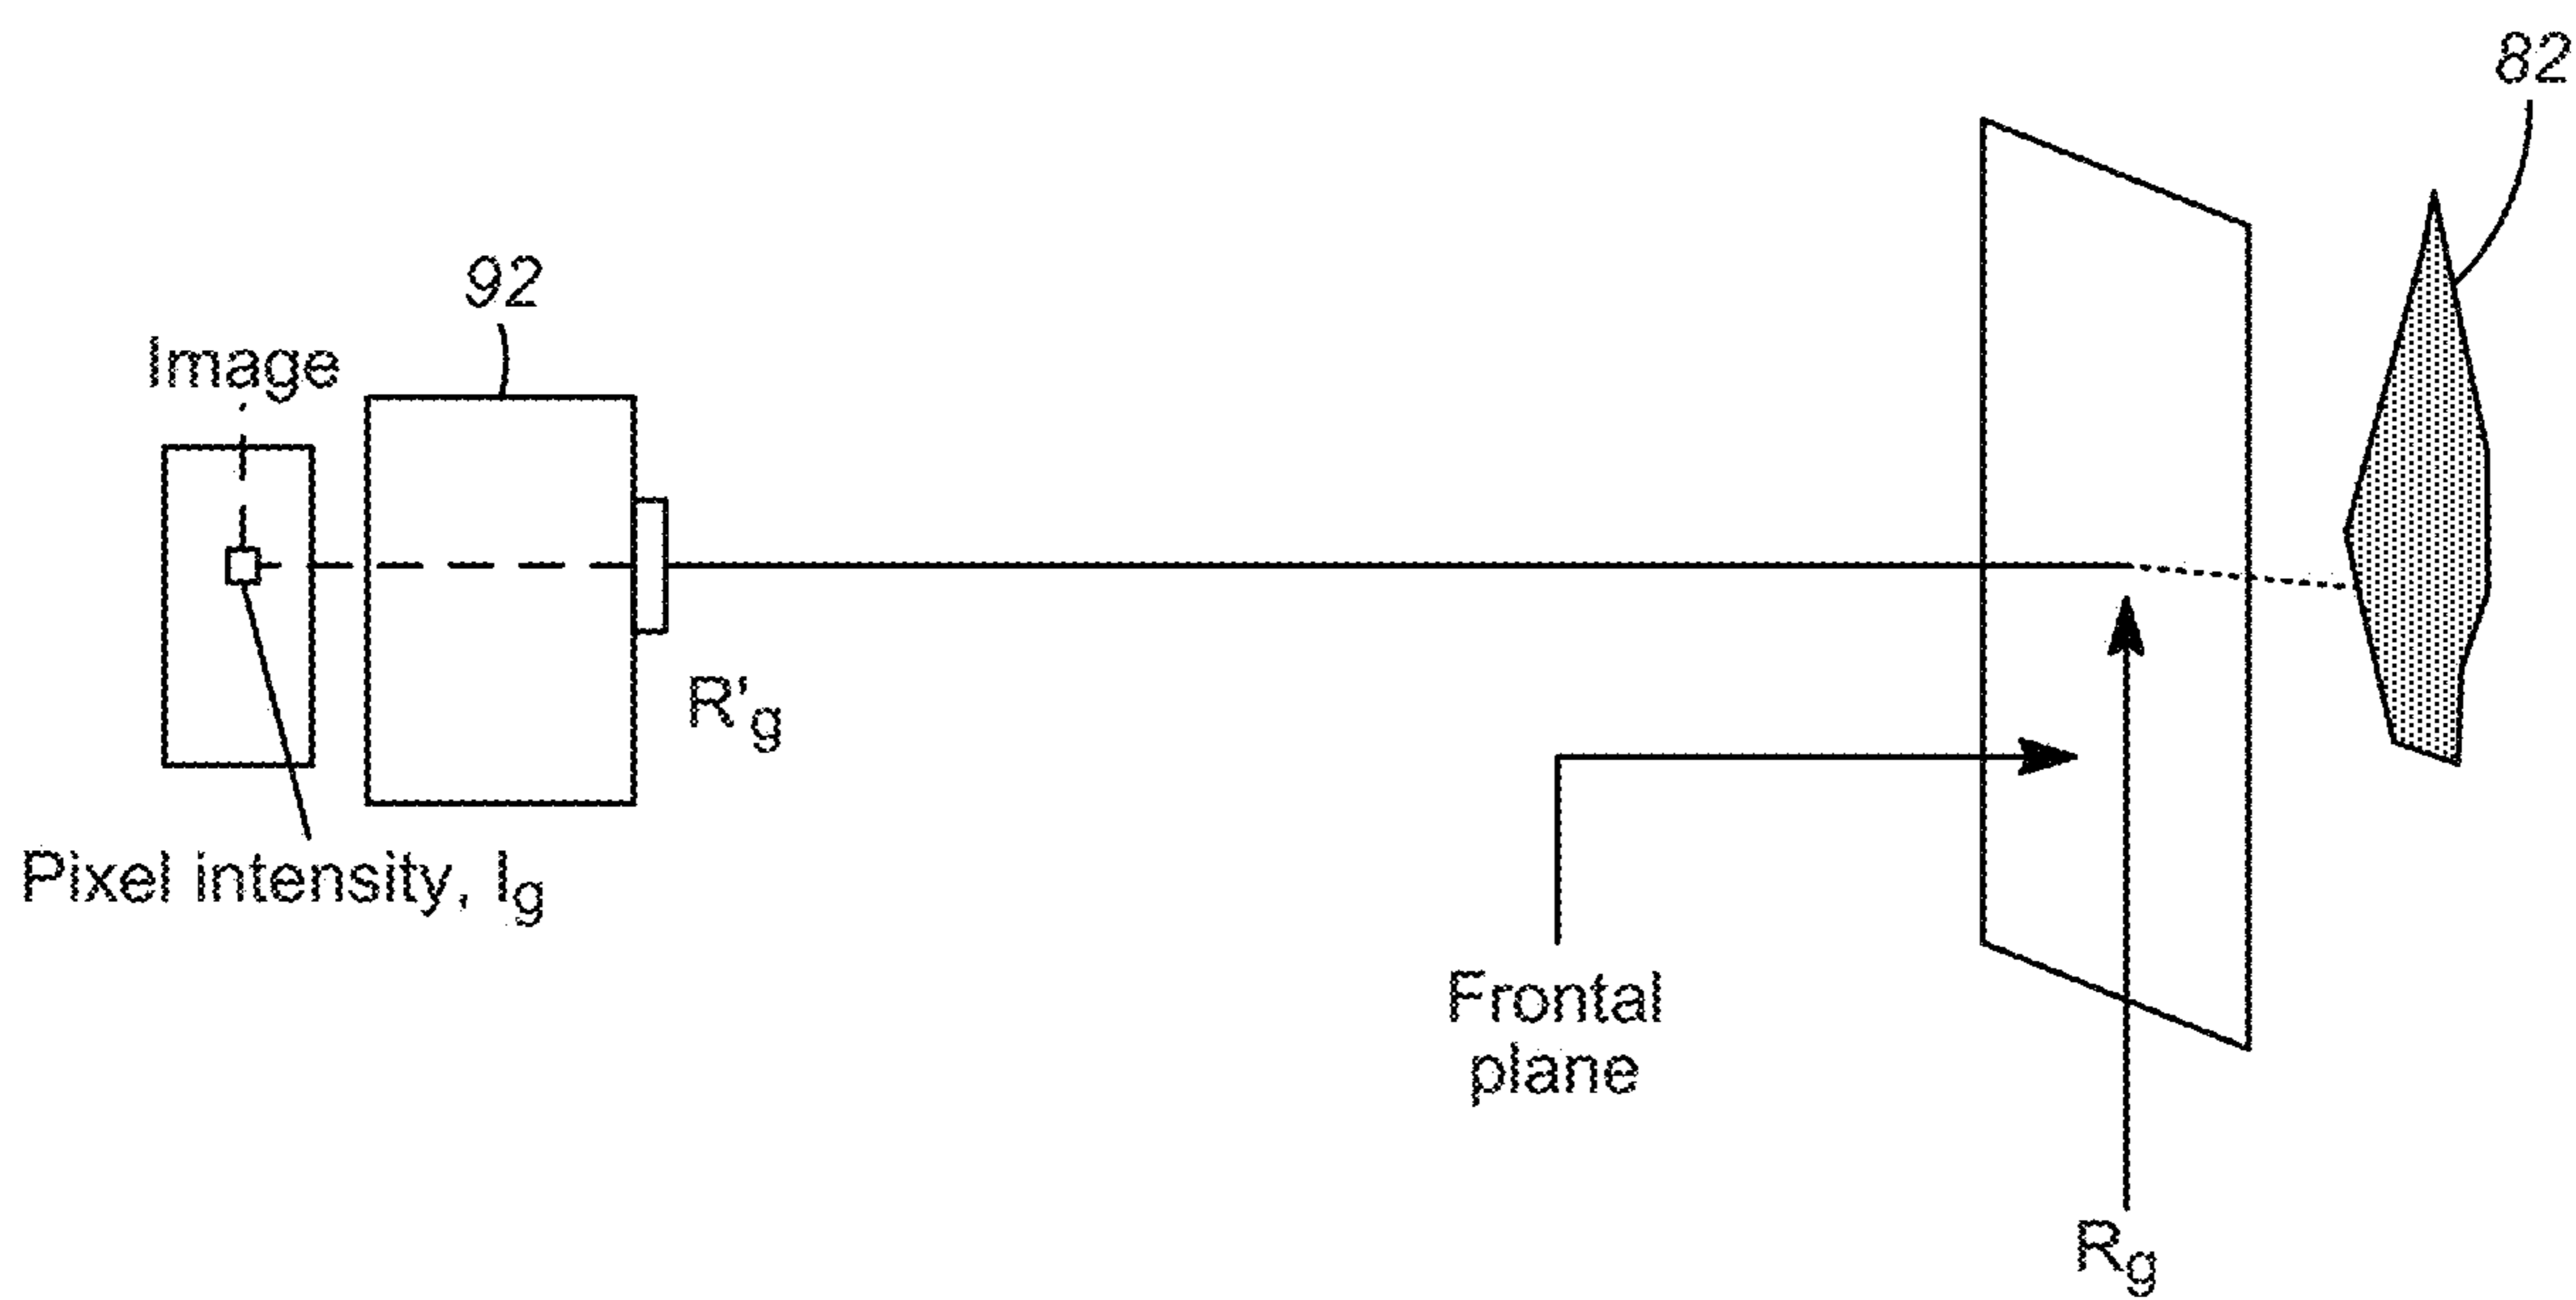 82
92
Image
R'g
Pixel intensity, Ig
Frontal
plane
Rg